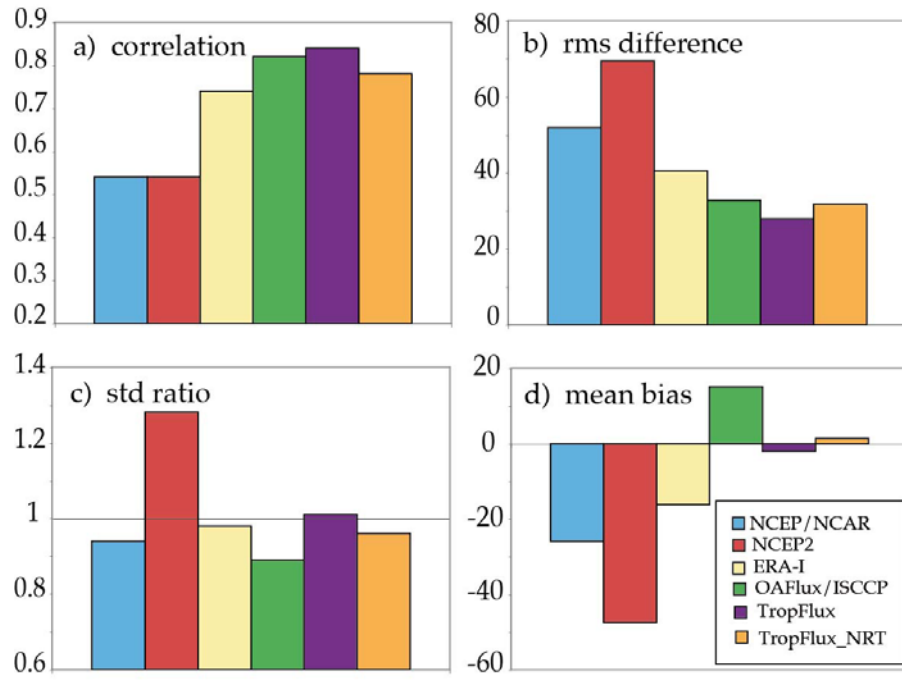 a) correlation
0.9
0.8
0.7
0.6
0.5
0.4
0.3
0.2
b) rms difference
80
60
40
20
0
c) std ratio
1.4
1.2
1
0.8
0.6
d) mean bias
20
0
-20
-40
-60
NCEP/NCAR
NCEP2
ERA-I
OAFlux/ISCCP
TropFlux
TropFlux_NRT